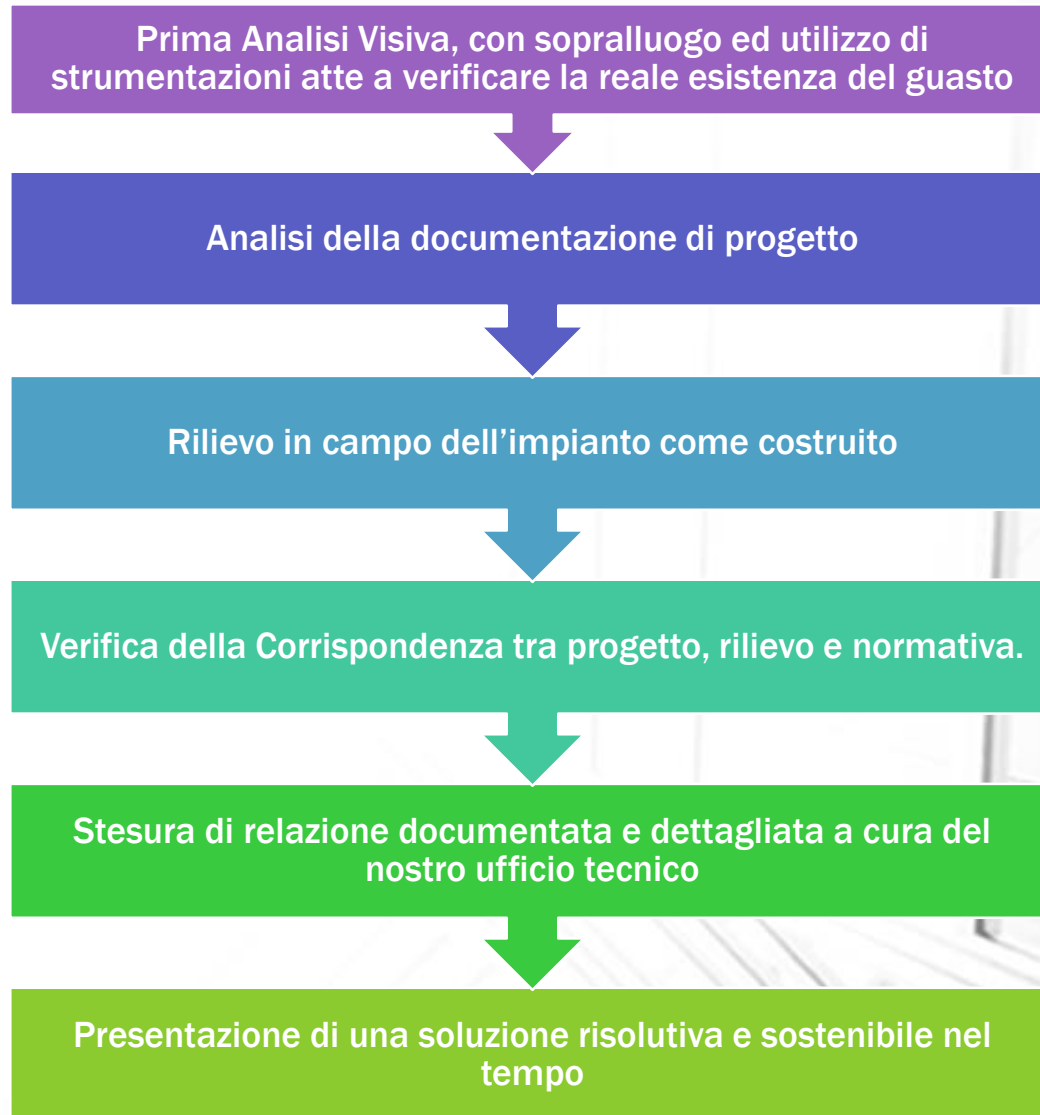 Prima Analisi Visiva, con sopralluogo ed utilizzo di
strumentazioni atte a verificare la reale esistenza del guasto
Analisi della documentazione di progetto
Rilievo in campo dell’impianto come costruito
Verifica della Corrispondenza tra progetto, rilievo e normativa.
Stesura di relazione documentata e dettagliata a cura del
nostro ufficio tecnico
Presentazione di una soluzione risolutiva e sostenibile nel
tempo